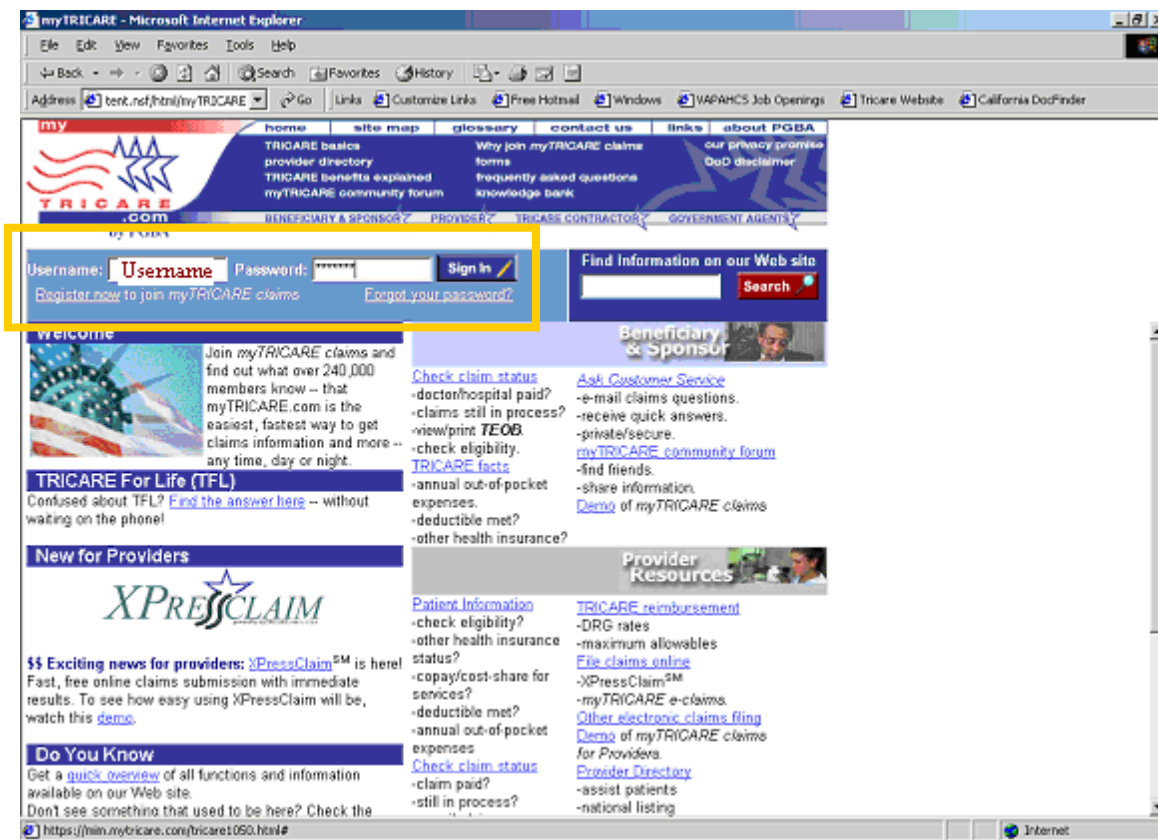 myTRICARE - Microsoft Internet Explorer
File Edit View Favorites Tools Help
Back Search Favorites History
Address tent.nsf/html/myTRICARE Go Links Customize Links Free Hotmail Windows VAPAHCS Job Openings Tricare Website California DocFinder
my
TRICARE
.com
by PGBA
home site map glossary contact us links about PGBA
TRICARE basics Why join myTRICARE claims our privacy promise
provider directory forms DoD disclaimer
TRICARE benefits explained frequently asked questions
myTRICARE community forum knowledge bank
BENEFICIARY & SPONSOR PROVIDER TRICARE CONTRACTOR GOVERNMENT AGENTS
Username: Username Password: ******* Sign In
Register now to join myTRICARE claims Forgot your password?
Find Information on our Web site
Search
Welcome
Join myTRICARE claims and
find out what over 240,000
members know -- that
myTRICARE.com is the
easiest, fastest way to get
claims information and more --
any time, day or night.
TRICARE For Life (TFL)
Confused about TFL? Find the answer here -- without
waiting on the phone!
New for Providers
XPRESSCLAIM
$$ Exciting news for providers: XPressClaim℠ is here!
Fast, free online claims submission with immediate
results. To see how easy using XPressClaim will be,
watch this demo.
Do You Know
Get a quick overview of all functions and information
available on our Web site.
Don't see something that used to be here? Check the
Beneficiary
& Sponsor
Check claim status
-doctor/hospital paid?
-claims still in process?
-view/print TEOB.
-check eligibility.
TRICARE facts
-annual out-of-pocket
expenses.
-deductible met?
-other health insurance?
Ask Customer Service
-e-mail claims questions.
-receive quick answers.
-private/secure.
myTRICARE community forum
-find friends.
-share information.
Demo of myTRICARE claims
Provider
Resources
Patient Information
-check eligibility?
-other health insurance
status?
-copay/cost-share for
services?
-deductible met?
-annual out-of-pocket
expenses
Check claim status
-claim paid?
-still in process?
TRICARE reimbursement
-DRG rates
-maximum allowables
File claims online
-XPressClaim℠
-myTRICARE e-claims.
Other electronic claims filing
Demo of myTRICARE claims
for Providers.
Provider Directory
-assist patients
-national listing
https://nim.mytricare.com/tricare1050.html# Internet